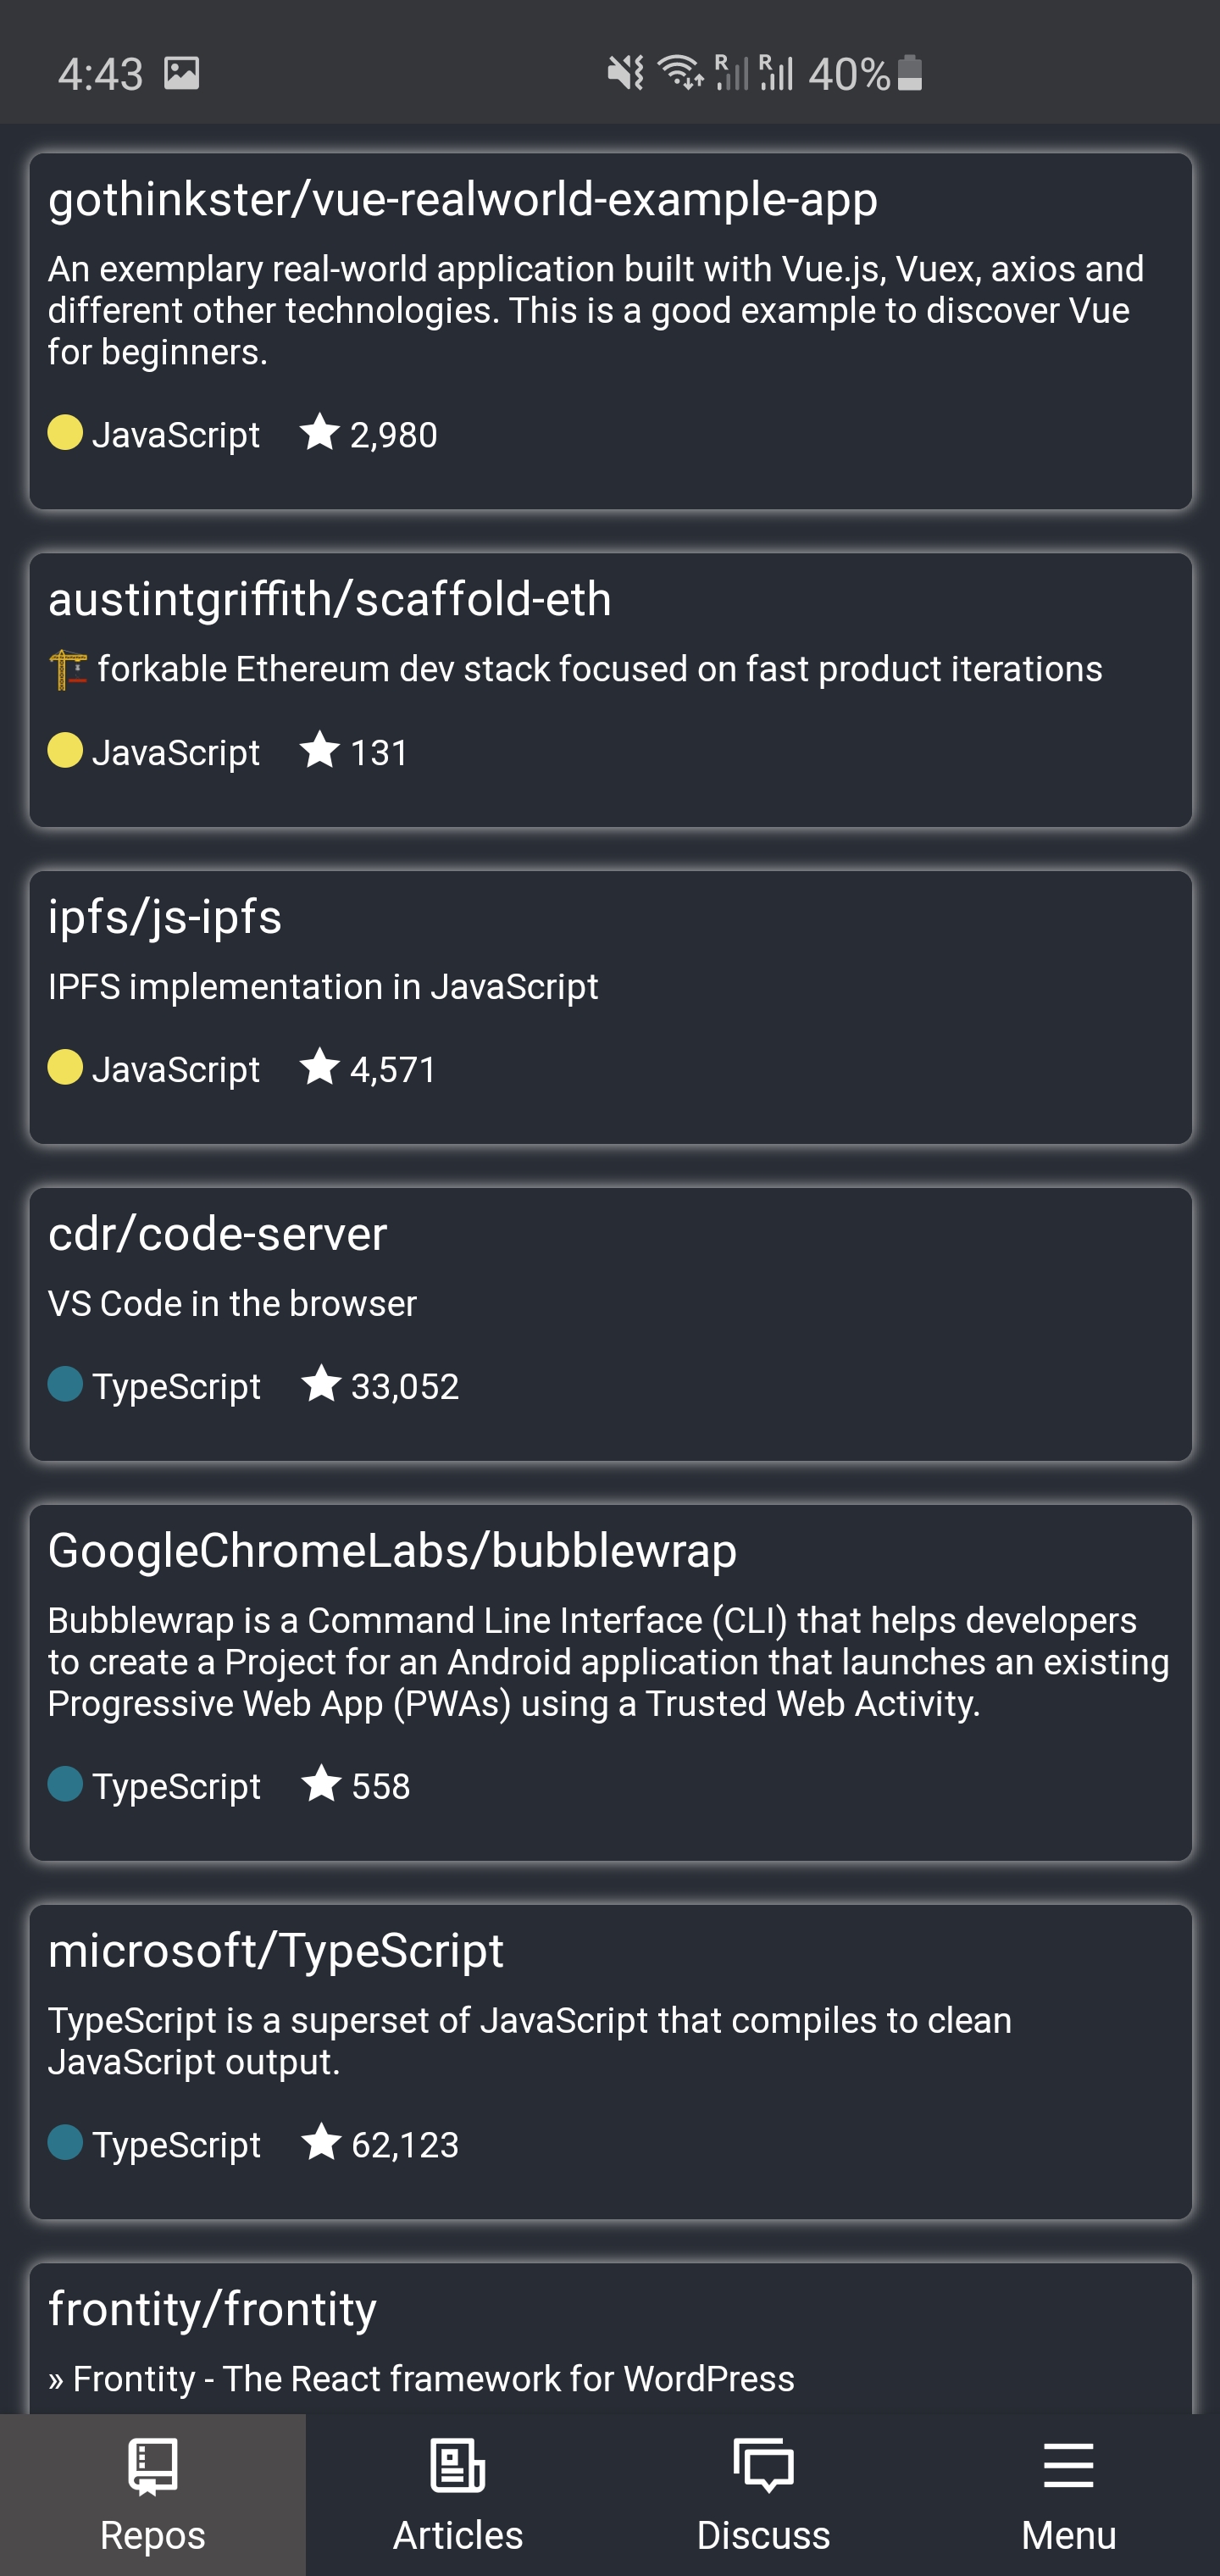 4:43
R R 40%
gothinkster/vue-realworld-example-app
An exemplary real-world application built with Vue.js, Vuex, axios and
different other technologies. This is a good example to discover Vue
for beginners.
JavaScript 2,980
austintgriffith/scaffold-eth
🏗 forkable Ethereum dev stack focused on fast product iterations
JavaScript 131
ipfs/js-ipfs
IPFS implementation in JavaScript
JavaScript 4,571
cdr/code-server
VS Code in the browser
TypeScript 33,052
GoogleChromeLabs/bubblewrap
Bubblewrap is a Command Line Interface (CLI) that helps developers
to create a Project for an Android application that launches an existing
Progressive Web App (PWAs) using a Trusted Web Activity.
TypeScript 558
microsoft/TypeScript
TypeScript is a superset of JavaScript that compiles to clean
JavaScript output.
TypeScript 62,123
frontity/frontity
» Frontity - The React framework for WordPress
Repos Articles Discuss Menu